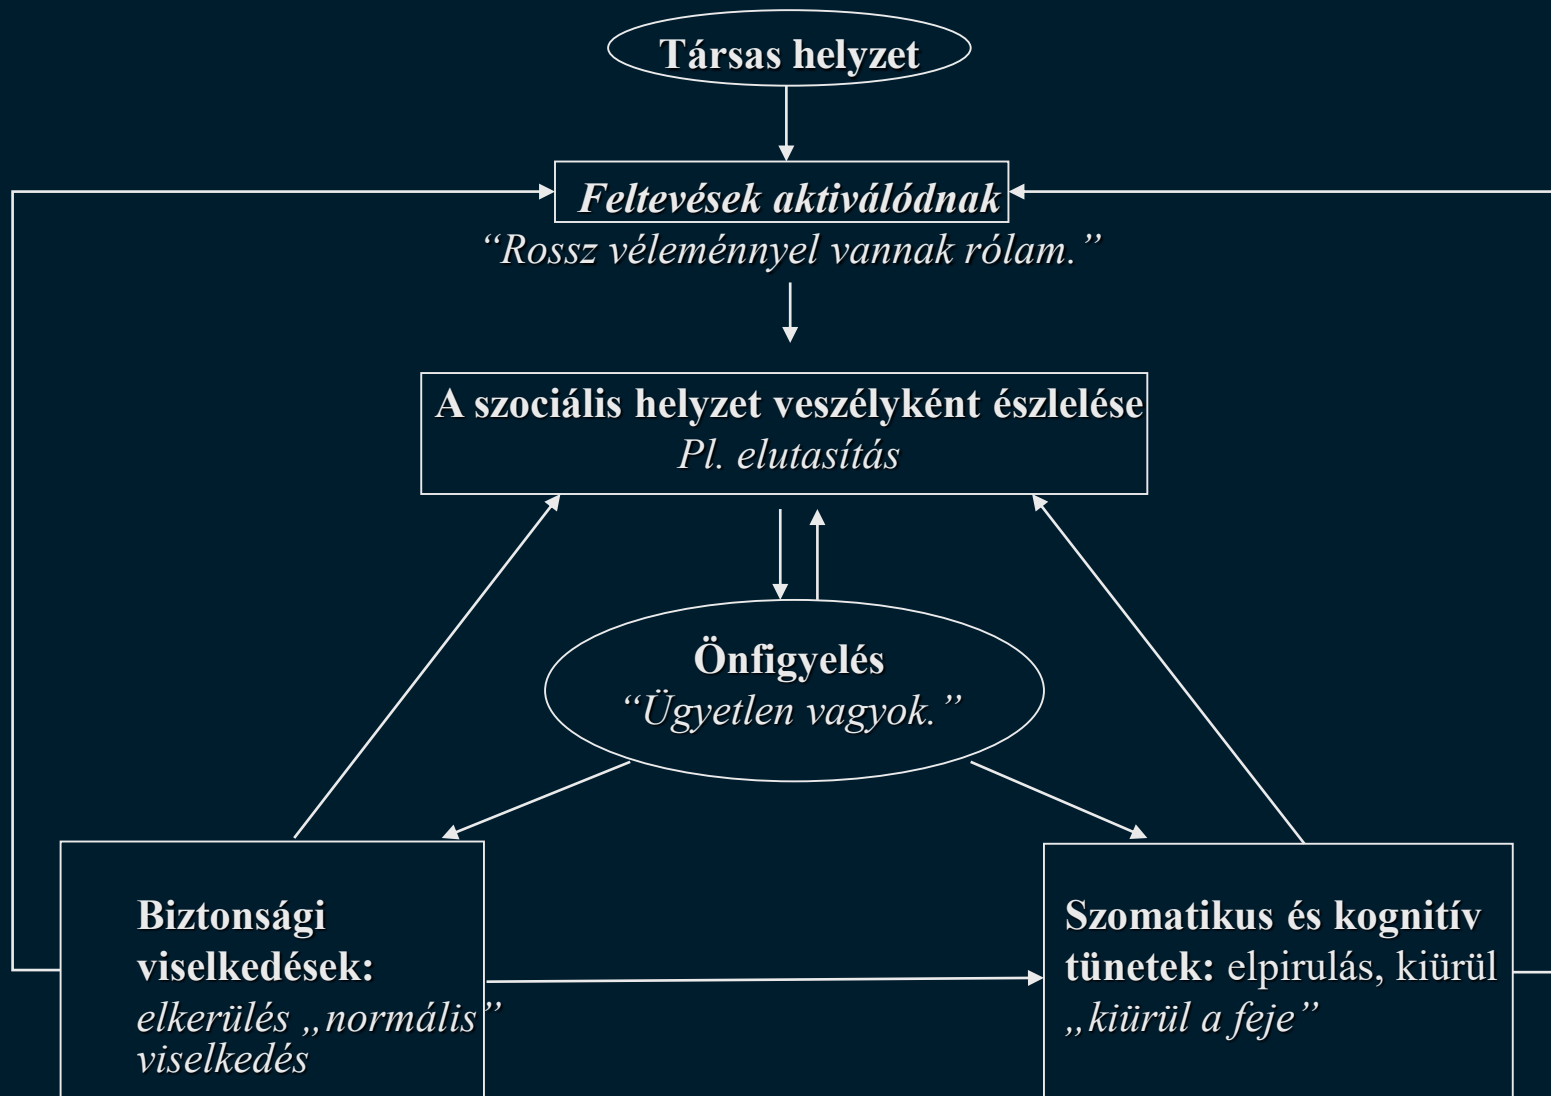 Társas helyzet
Feltevések aktiválódnak
“Rossz véleménnyel vannak rólam.”
A szociális helyzet veszélyként észlelése
Pl. elutasítás
Önfigyelés
“Ügyetlen vagyok.”
Biztonsági
viselkedések:
elkerülés „normális”
viselkedés
Szomatikus és kognitív
tünetek: elpirulás, kiürül
„kiürül a feje”